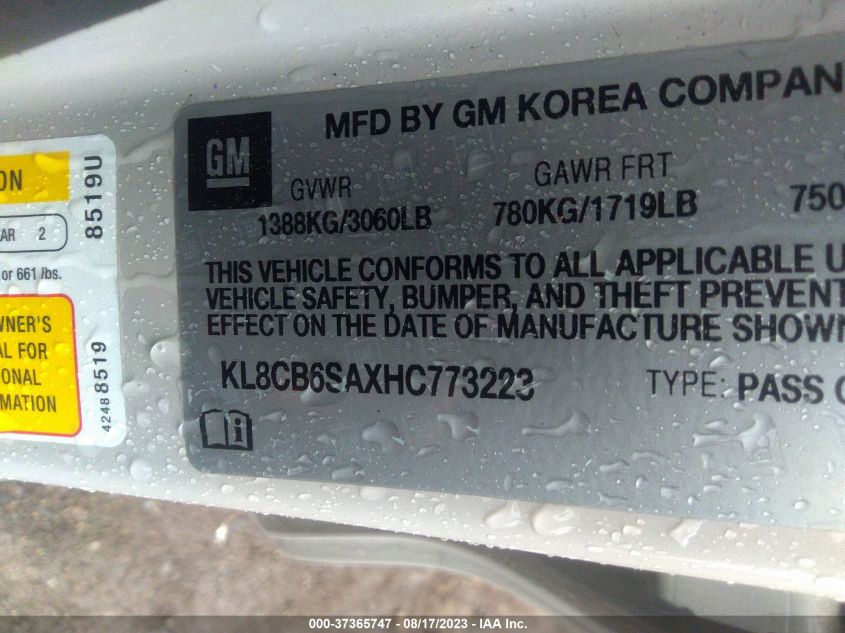 MFD BY GM KOREA COMPAN
GM
GVWR
GAWR FRT
1388KG/3060LB
780KG/1719LB
750
THIS VEHICLE CONFORMS TO ALL APPLICABLE U
VEHICLE SAFETY, BUMPER, AND THEFT PREVENT
EFFECT ON THE DATE OF MANUFACTURE SHOWN
KL8CB6SAXHC773223
TYPE: PASS C
ON
AR 2
or 661 lbs.
WNER'S
AL FOR
ONAL
MATION
8519U
42488519
000-37365747 - 08/17/2023 - IAA Inc.